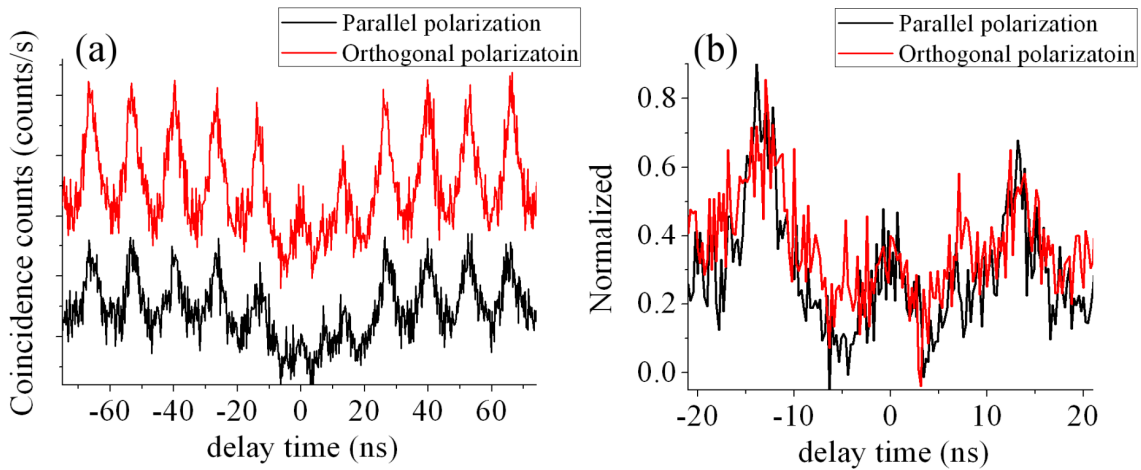 (a)
Parallel polarization
Orthogonal polarizatoin
Coincidence counts (counts/s)
-60 -40 -20 0 20 40 60
delay time (ns)
(b)
Parallel polarization
Orthogonal polarizatoin
Normalized
0.8
0.6
0.4
0.2
0.0
-20 -10 0 10 20
delay time (ns)